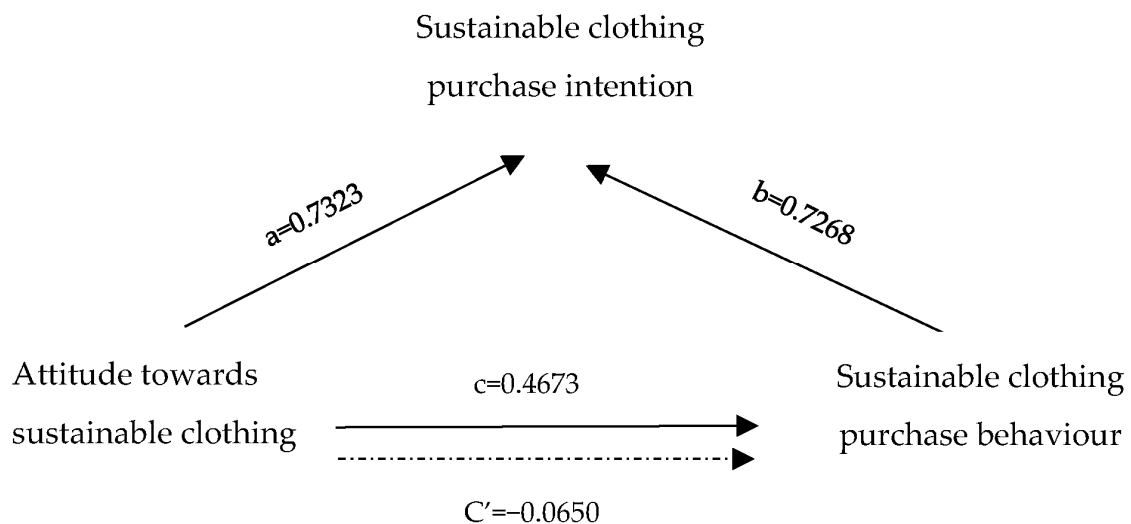 Sustainable clothing
purchase intention
a=0.7323
b=0.7268
Attitude towards
sustainable clothing
c=0.4673
Sustainable clothing
purchase behaviour
C’=−0.0650